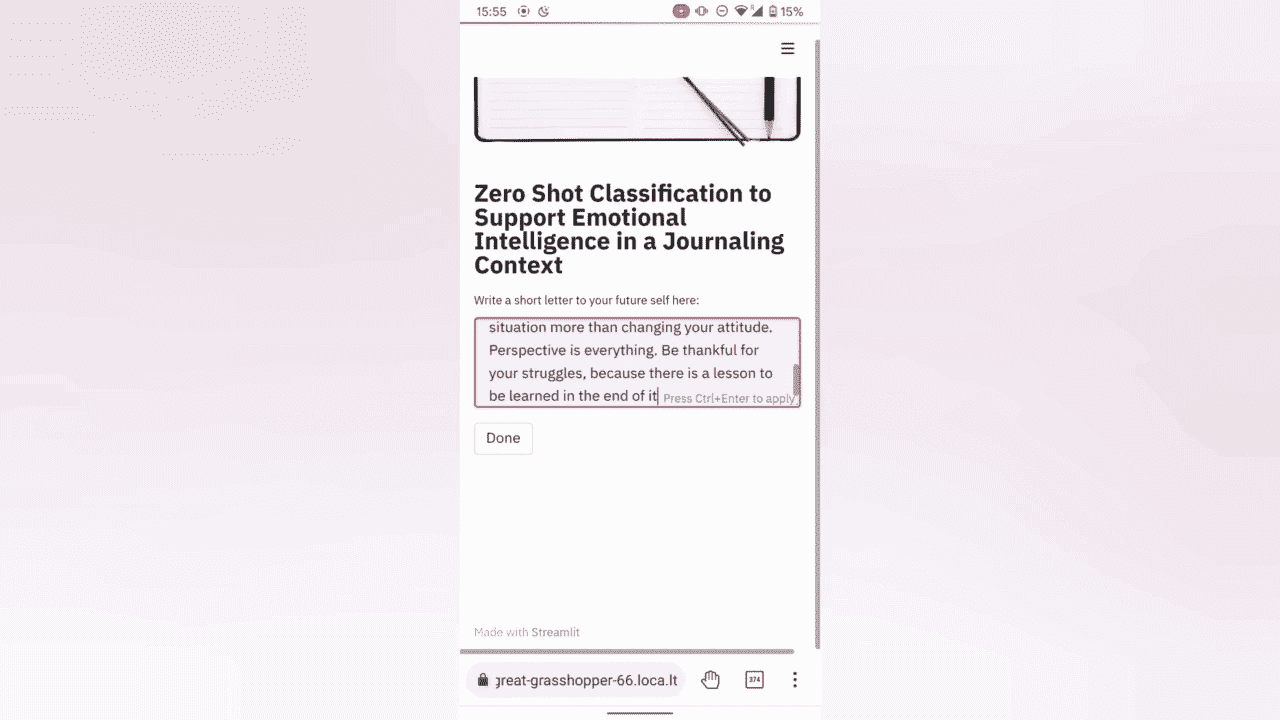 15:55
15%
Zero Shot Classification to
Support Emotional
Intelligence in a Journaling
Context
Write a short letter to your future self here:
situation more than changing your attitude.
Perspective is everything. Be thankful for
your struggles, because there is a lesson to
be learned in the end of it Press Ctrl+Enter to apply
Done
Made with Streamlit
great-grasshopper-66.loca.lt
374